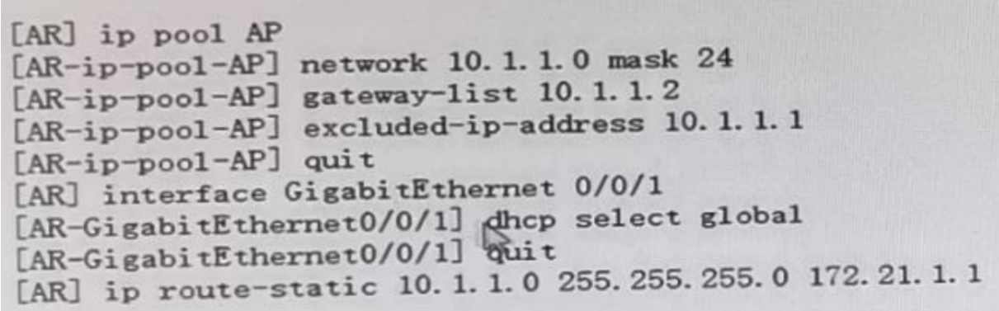 [AR] ip pool AP
[AR-ip-pool-AP] network 10.1.1.0 mask 24
[AR-ip-pool-AP] gateway-list 10.1.1.2
[AR-ip-pool-AP] excluded-ip-address 10.1.1.1
[AR-ip-pool-AP] quit
[AR] interface GigabitEthernet 0/0/1
[AR-GigabitEthernet0/0/1] dhcp select global
[AR-GigabitEthernet0/0/1] quit
[AR] ip route-static 10.1.1.0 255.255.255.0 172.21.1.1